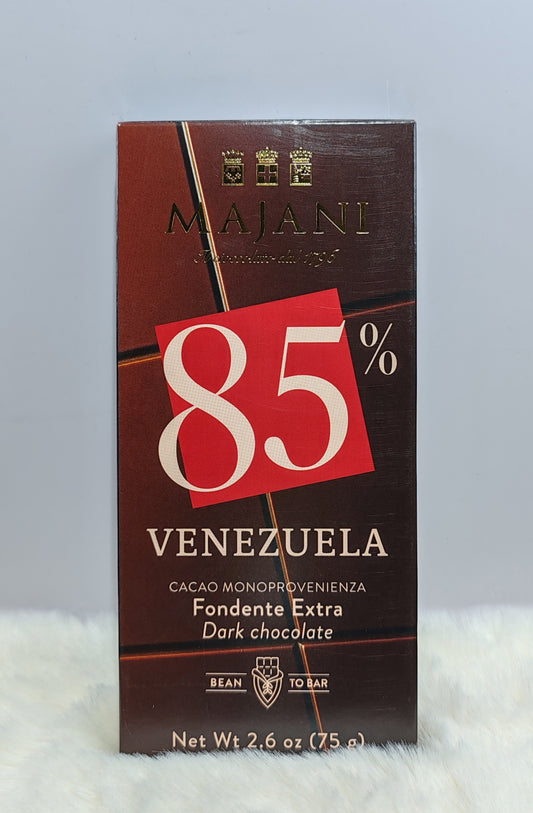 MAJANI
Il cioccolato dal 1796
85%
VENEZUELA
CACAO MONOPROVENIENZA
Fondente Extra
Dark chocolate
BEAN TO BAR
Net Wt 2.6 oz (75 g)